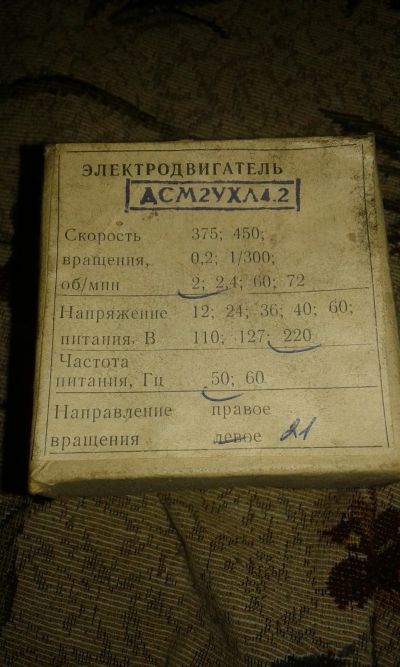 ЭЛЕКТРОДВИГАТЕЛЬ
ДСМ2УХЛ4.2
Скорость 375; 450;
вращения, 0,2; 1/300;
об/мин 2; 2,4; 60; 72
Напряжение 12; 24; 36; 40; 60;
питания, В 110; 127; 220
Частота
питания, Гц 50; 60
Направление правое
вращения левое 21